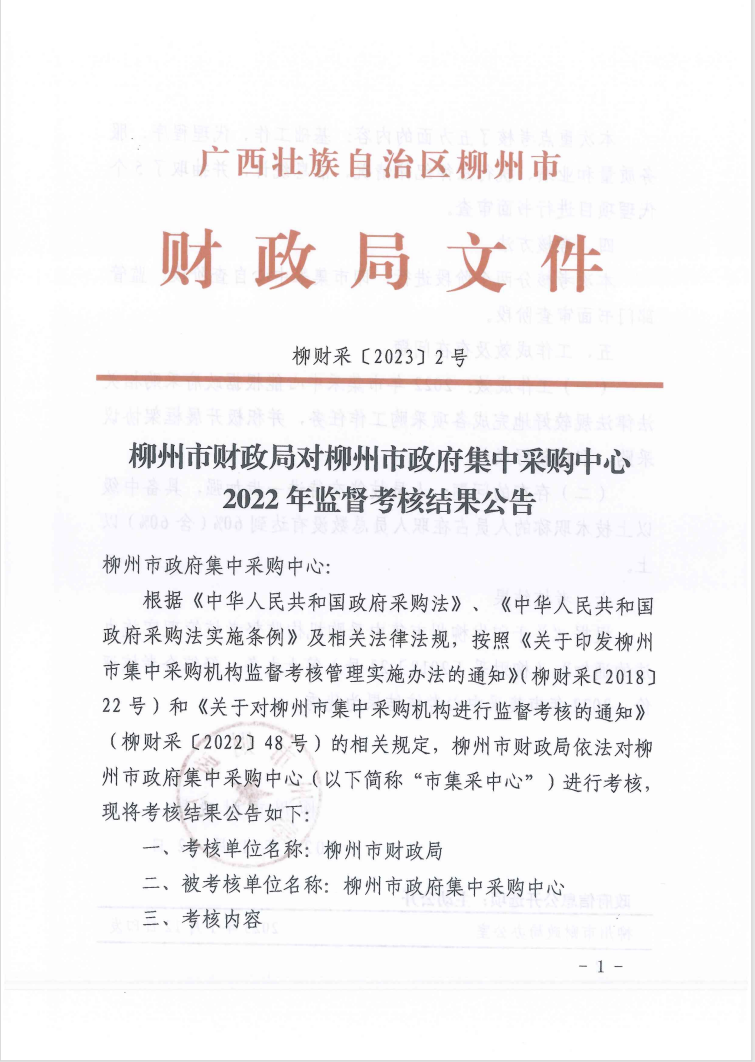 广西壮族自治区柳州市
财政局文件
柳财采〔2023〕2号
柳州市财政局对柳州市政府集中采购中心
2022年监督考核结果公告
柳州市政府集中采购中心:
根据《中华人民共和国政府采购法》、《中华人民共和国
政府采购法实施条例》及相关法律法规，按照《关于印发柳州
市集中采购机构监督考核管理实施办法的通知》(柳财采〔2018〕
22号)和《关于对柳州市集中采购机构进行监督考核的通知》
（柳财采〔2022〕48号)的相关规定，柳州市财政局依法对柳
州市政府集中采购中心（以下简称“市集采中心”）进行考核，
现将考核结果公告如下:
一、考核单位名称: 柳州市财政局
二、被考核单位名称: 柳州市政府集中采购中心
三、考核内容
- 1 -